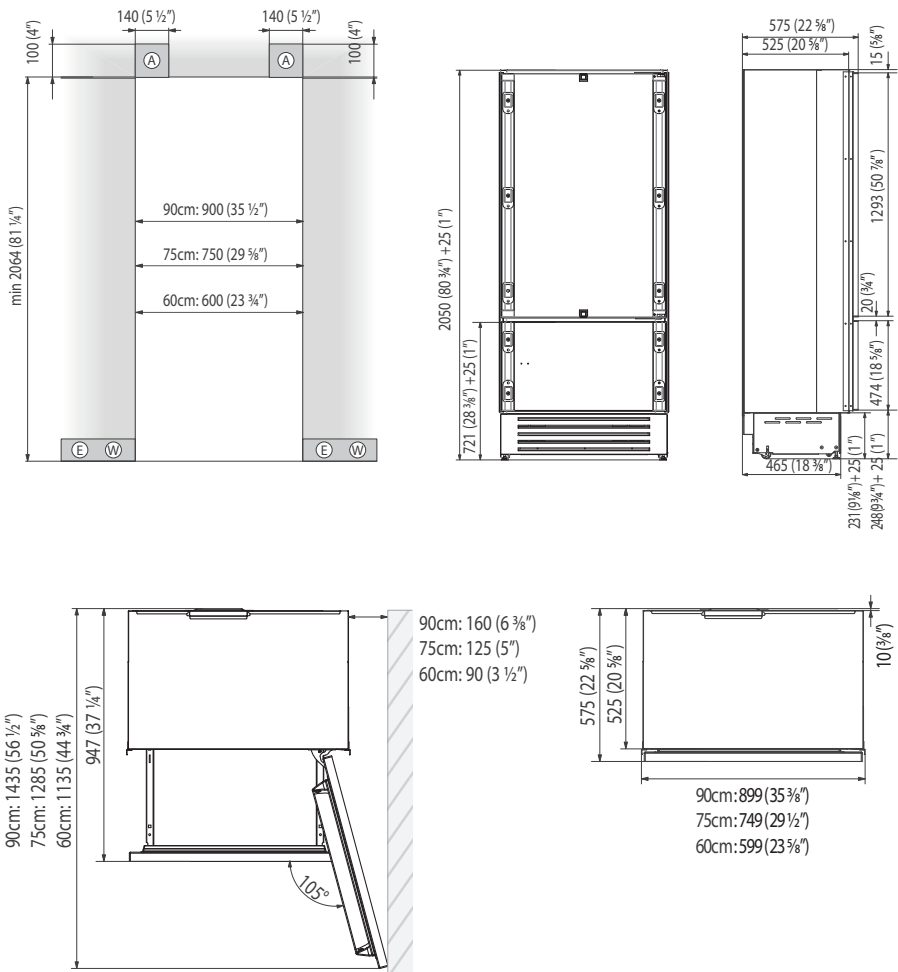 140 (5 ½")
140 (5 ½")
100 (4")
100 (4")
A
A
min 2064 (81 ¼")
90cm: 900 (35 ½")
75cm: 750 (29 ⅝")
60cm: 600 (23 ¾")
E W
E W
2050 (80 ¾") +25 (1")
721 (28 ⅜") +25 (1")
575 (22 ⅝")
525 (20 ⅝")
15 (⅝")
1293 (50 ⅞")
20 (¾")
474 (18 ⅝")
465 (18 ⅜")
231(9⅛")+ 25 (1")
248(9¾")+ 25 (1")
90cm: 1435 (56 ½")
75cm: 1285 (50 ⅝")
60cm: 1135 (44 ¾")
947 (37 ¼")
105°
90cm: 160 (6 ⅜")
75cm: 125 (5")
60cm: 90 (3 ½")
575 (22 ⅝")
525 (20 ⅝")
10(⅜")
90cm:899(35⅜")
75cm:749(29½")
60cm:599(23⅝")